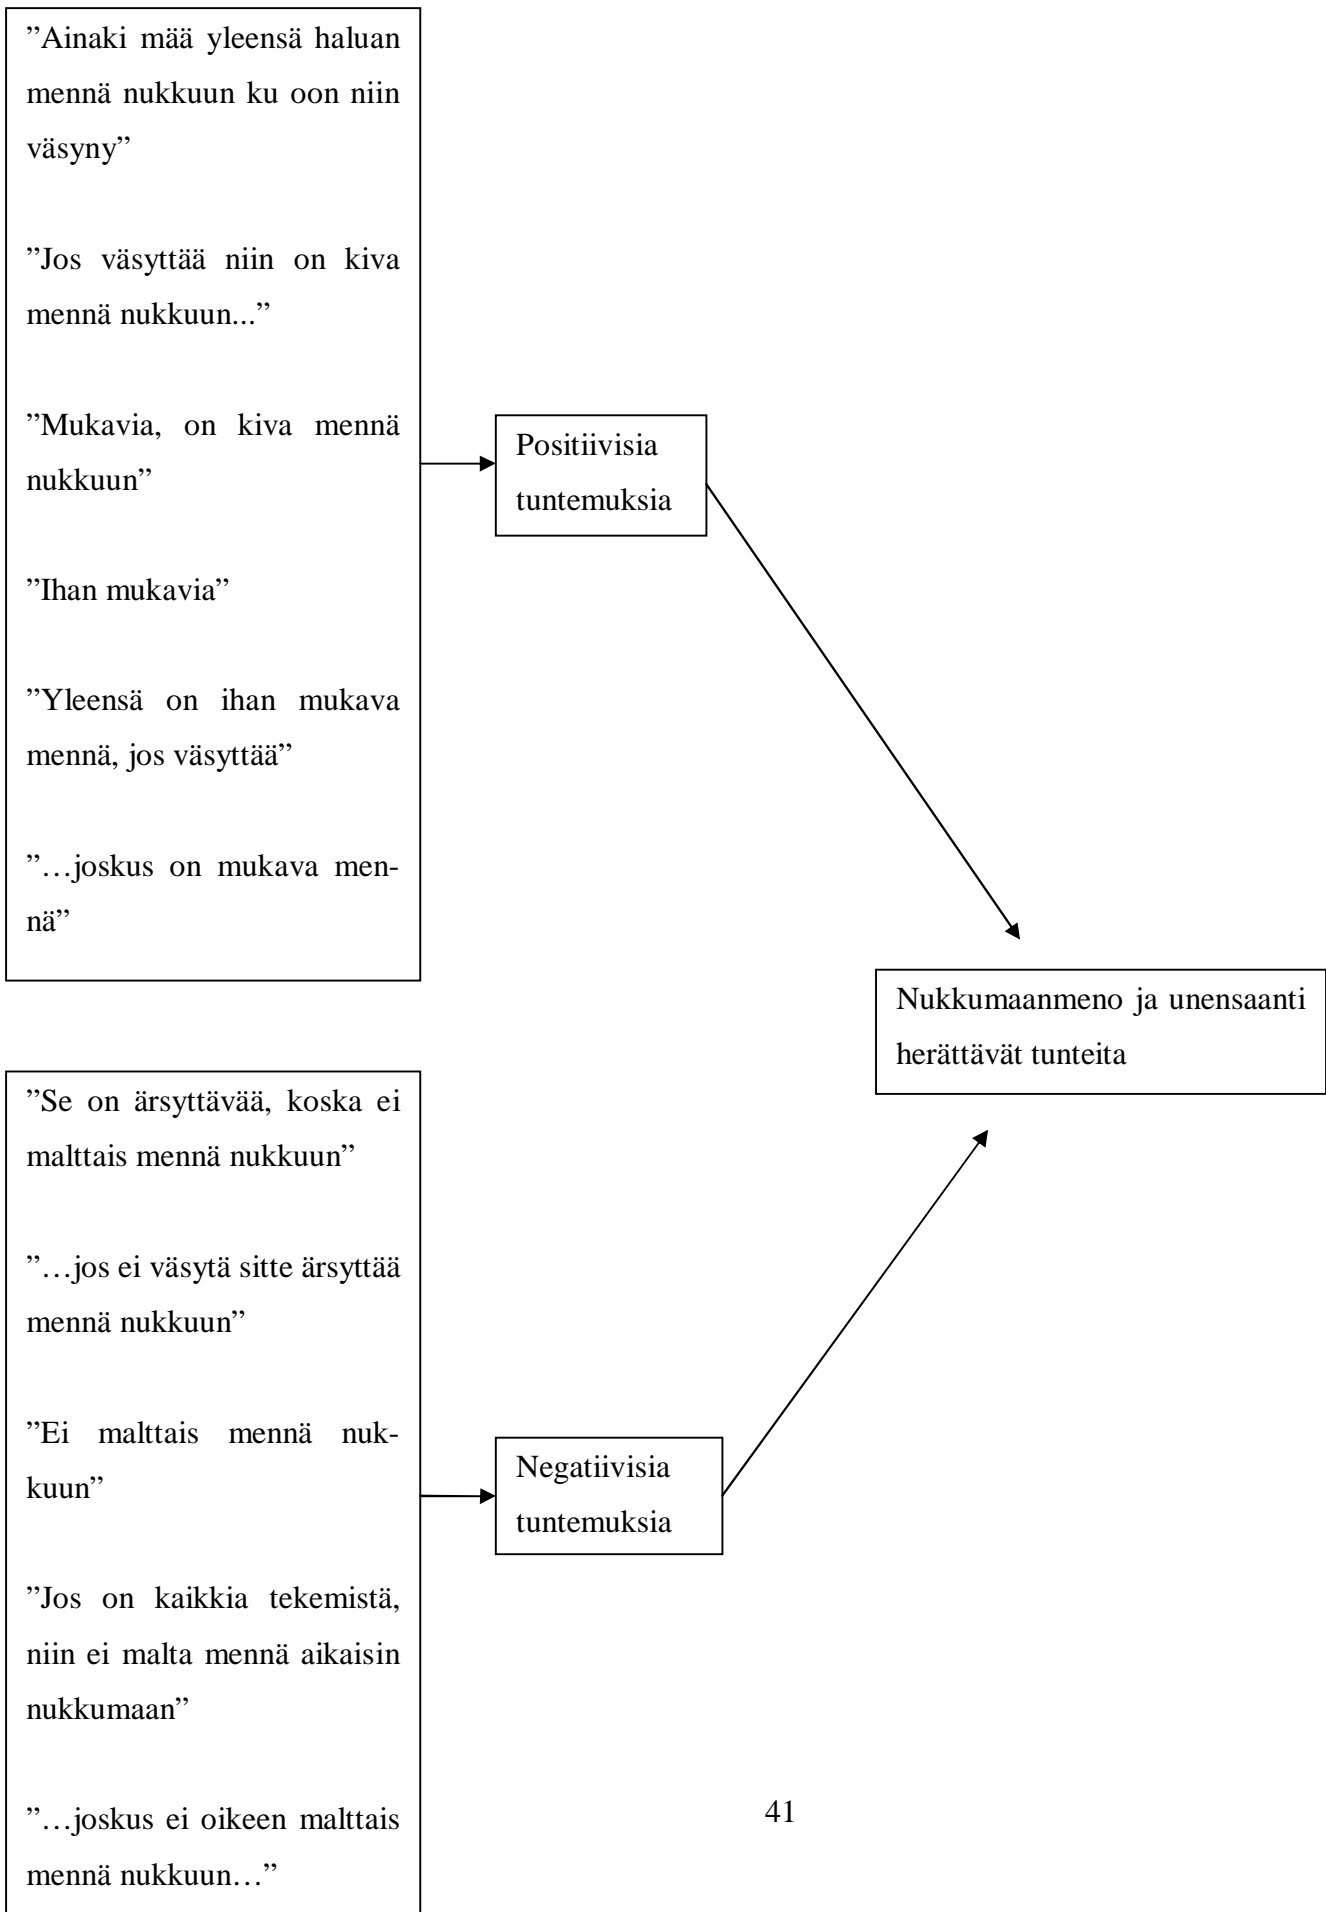 ”Ainaki mää yleensä haluan
mennä nukkuun ku oon niin
väsyny”
”Jos väsyttää niin on kiva
mennä nukkuun...”
”Mukavia, on kiva mennä
nukkuun”
”Ihan mukavia”
”Yleensä on ihan mukava
mennä, jos väsyttää”
”…joskus on mukava men-
nä”
Positiivisia
tuntemuksia
Nukkumaanmeno ja unensaanti
herättävät tunteita
”Se on ärsyttävää, koska ei
malttais mennä nukkuun”
”…jos ei väsytä sitte ärsyttää
mennä nukkuun”
”Ei malttais mennä nuk-
kuun”
”Jos on kaikkia tekemistä,
niin ei malta mennä aikaisin
nukkumaan”
”…joskus ei oikeen malttais
mennä nukkuun…”
Negatiivisia
tuntemuksia
41